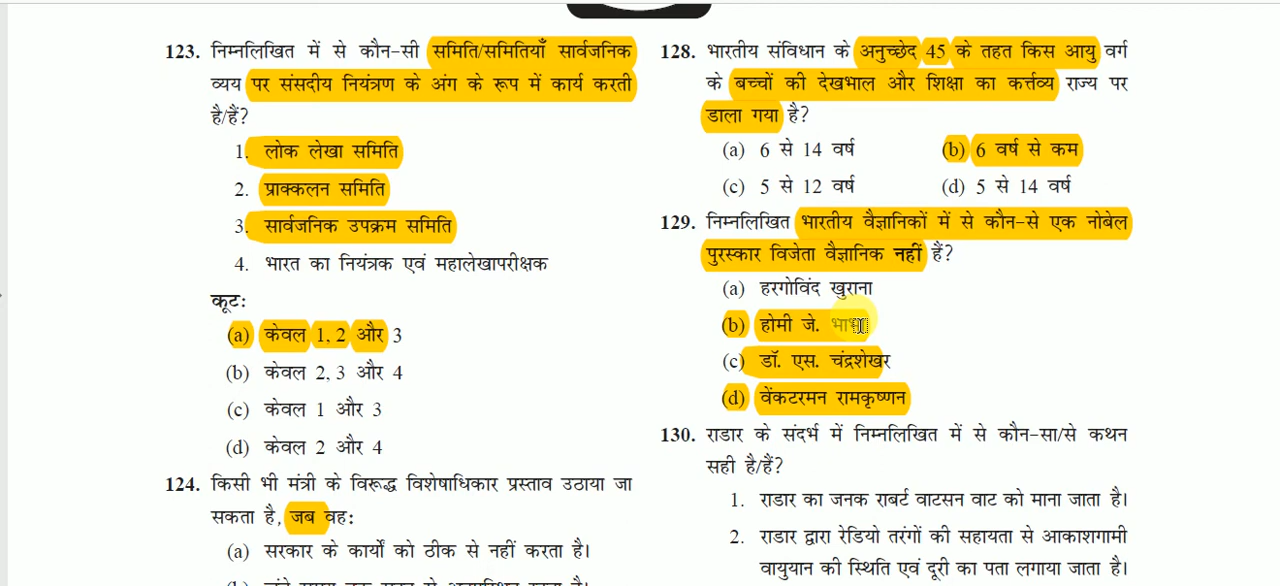 123. निम्नलिखित में से कौन-सी समिति/समितियाँ सार्वजनिक
व्यय पर संसदीय नियंत्रण के अंग के रूप में कार्य करती
है/हैं?
1. लोक लेखा समिति
2. प्राक्कलन समिति
3. सार्वजनिक उपक्रम समिति
4. भारत का नियंत्रक एवं महालेखापरीक्षक
कूटः
(a) केवल 1, 2 और 3
(b) केवल 2, 3 और 4
(c) केवल 1 और 3
(d) केवल 2 और 4
124. किसी भी मंत्री के विरूद्ध विशेषाधिकार प्रस्ताव उठाया जा
सकता है, जब वहः
(a) सरकार के कार्यों को ठीक से नहीं करता है।
128. भारतीय संविधान के अनुच्छेद 45 के तहत किस आयु वर्ग
के बच्चों की देखभाल और शिक्षा का कर्त्तव्य राज्य पर
डाला गया है?
(a) 6 से 14 वर्ष (b) 6 वर्ष से कम
(c) 5 से 12 वर्ष (d) 5 से 14 वर्ष
129. निम्नलिखित भारतीय वैज्ञानिकों में से कौन-से एक नोबेल
पुरस्कार विजेता वैज्ञानिक नहीं हैं?
(a) हरगोविंद खुराना
(b) होमी जे. भाभा
(c) डॉ. एस. चंद्रशेखर
(d) वेंकटरमन रामकृष्णन
130. राडार के संदर्भ में निम्नलिखित में से कौन-सा/से कथन
सही है/हैं?
1. राडार का जनक राबर्ट वाटसन वाट को माना जाता है।
2. राडार द्वारा रेडियो तरंगों की सहायता से आकाशगामी
वायुयान की स्थिति एवं दूरी का पता लगाया जाता है।